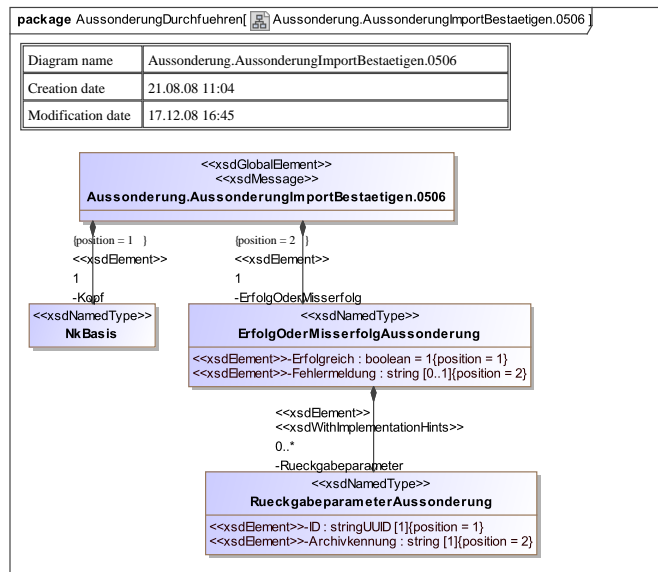 package AussonderungDurchfuehren[ Aussonderung.AussonderungImportBestaetigen.0506 ]
Diagram name Aussonderung.AussonderungImportBestaetigen.0506
Creation date 21.08.08 11:04
Modification date 17.12.08 16:45
<<xsdGlobalElement>>
<<xsdMessage>>
Aussonderung.AussonderungImportBestaetigen.0506
{position = 1 } {position = 2 }
<<xsdElement>> <<xsdElement>>
1 1
-Kopf -ErfolgOderMisserfolg
<<xsdNamedType>>
NkBasis
<<xsdNamedType>>
ErfolgOderMisserfolgAussonderung
<<xsdElement>>-Erfolgreich : boolean = 1{position = 1}
<<xsdElement>>-Fehlermeldung : string [0..1]{position = 2}
<<xsdElement>>
<<xsdWithImplementationHints>>
0..*
-Rueckgabeparameter
<<xsdNamedType>>
RueckgabeparameterAussonderung
<<xsdElement>>-ID : stringUUID [1]{position = 1}
<<xsdElement>>-Archivkennung : string [1]{position = 2}